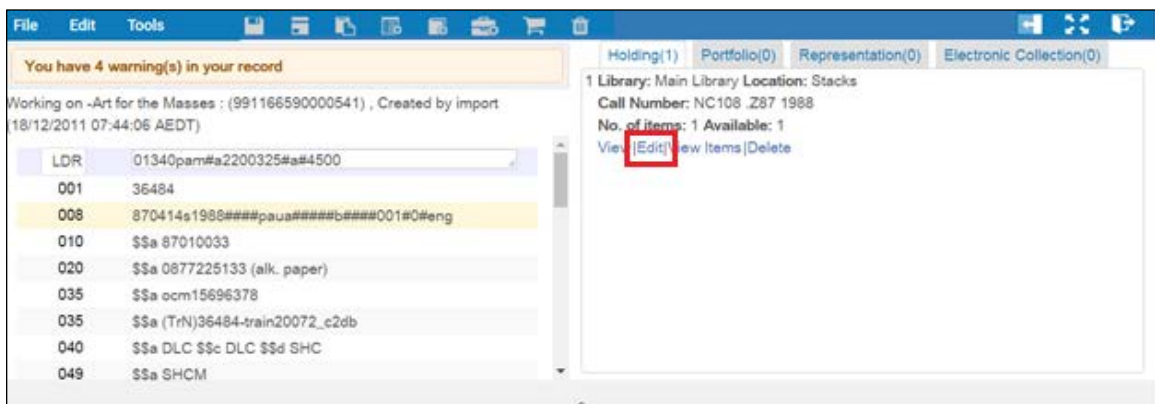 File Edit Tools
You have 4 warning(s) in your record
Working on -Art for the Masses : (991166590000541) , Created by import
(18/12/2011 07:44:06 AEDT)
LDR 01340pam#a2200325#a#4500
001 36484
008 870414s1988####paua#####b####001#0#eng
010 $$a 87010033
020 $$a 0877225133 (alk. paper)
035 $$a ocm15696378
035 $$a (TrN)36484-train20072_c2db
040 $$a DLC $$c DLC $$d SHC
049 $$a SHCM
Holding(1) Portfolio(0) Representation(0) Electronic Collection(0)
1 Library: Main Library Location: Stacks
Call Number: NC108 .Z87 1988
No. of items: 1 Available: 1
View |Edit|View Items|Delete